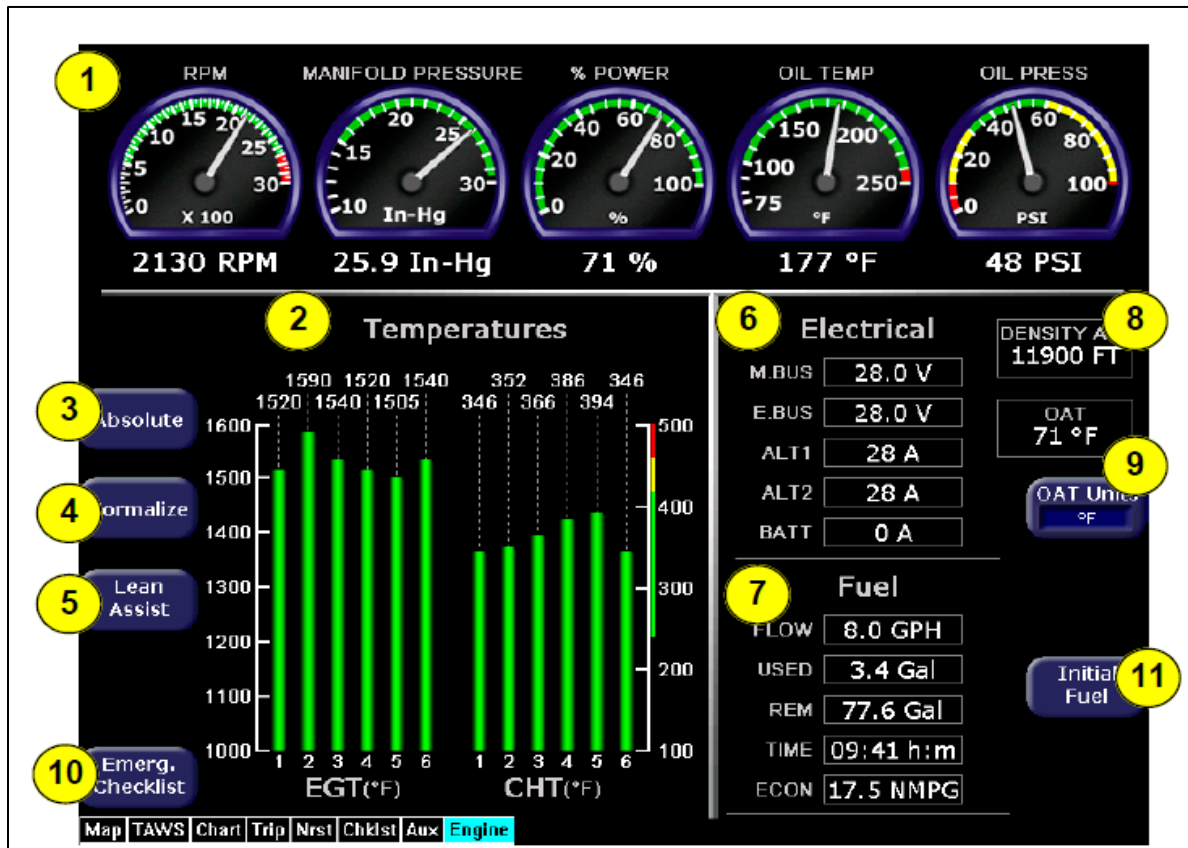 1
RPM
MANIFOLD PRESSURE
% POWER
OIL TEMP
OIL PRESS
0 5 10 15 20 25 30
X 100
10 15 20 25 30
In-Hg
0 20 40 60 80 100
%
75 100 150 200 250
°F
0 20 40 60 80 100
PSI
2130 RPM
25.9 In-Hg
71 %
177 °F
48 PSI
2
Temperatures
3
Absolute
4
ormalize
5
Lean
Assist
10
Emerg.
Checklist
1590 1520 1540
1520 1540 1505
352 386 346
346 366 394
1600
1500
1400
1300
1200
1100
1000
500
400
300
200
100
1 2 3 4 5 6
EGT(°F)
1 2 3 4 5 6
CHT(°F)
6
Electrical
M.BUS 28.0 V
E.BUS 28.0 V
ALT1 28 A
ALT2 28 A
BATT 0 A
7
Fuel
FLOW 8.0 GPH
USED 3.4 Gal
REM 77.6 Gal
TIME 09:41 h:m
ECON 17.5 NMPG
8
DENSITY A
11900 FT
OAT
71 °F
9
OAT Units
°F
11
Initial
Fuel
Map TAWS Chart Trip Nrst Chklst Aux Engine